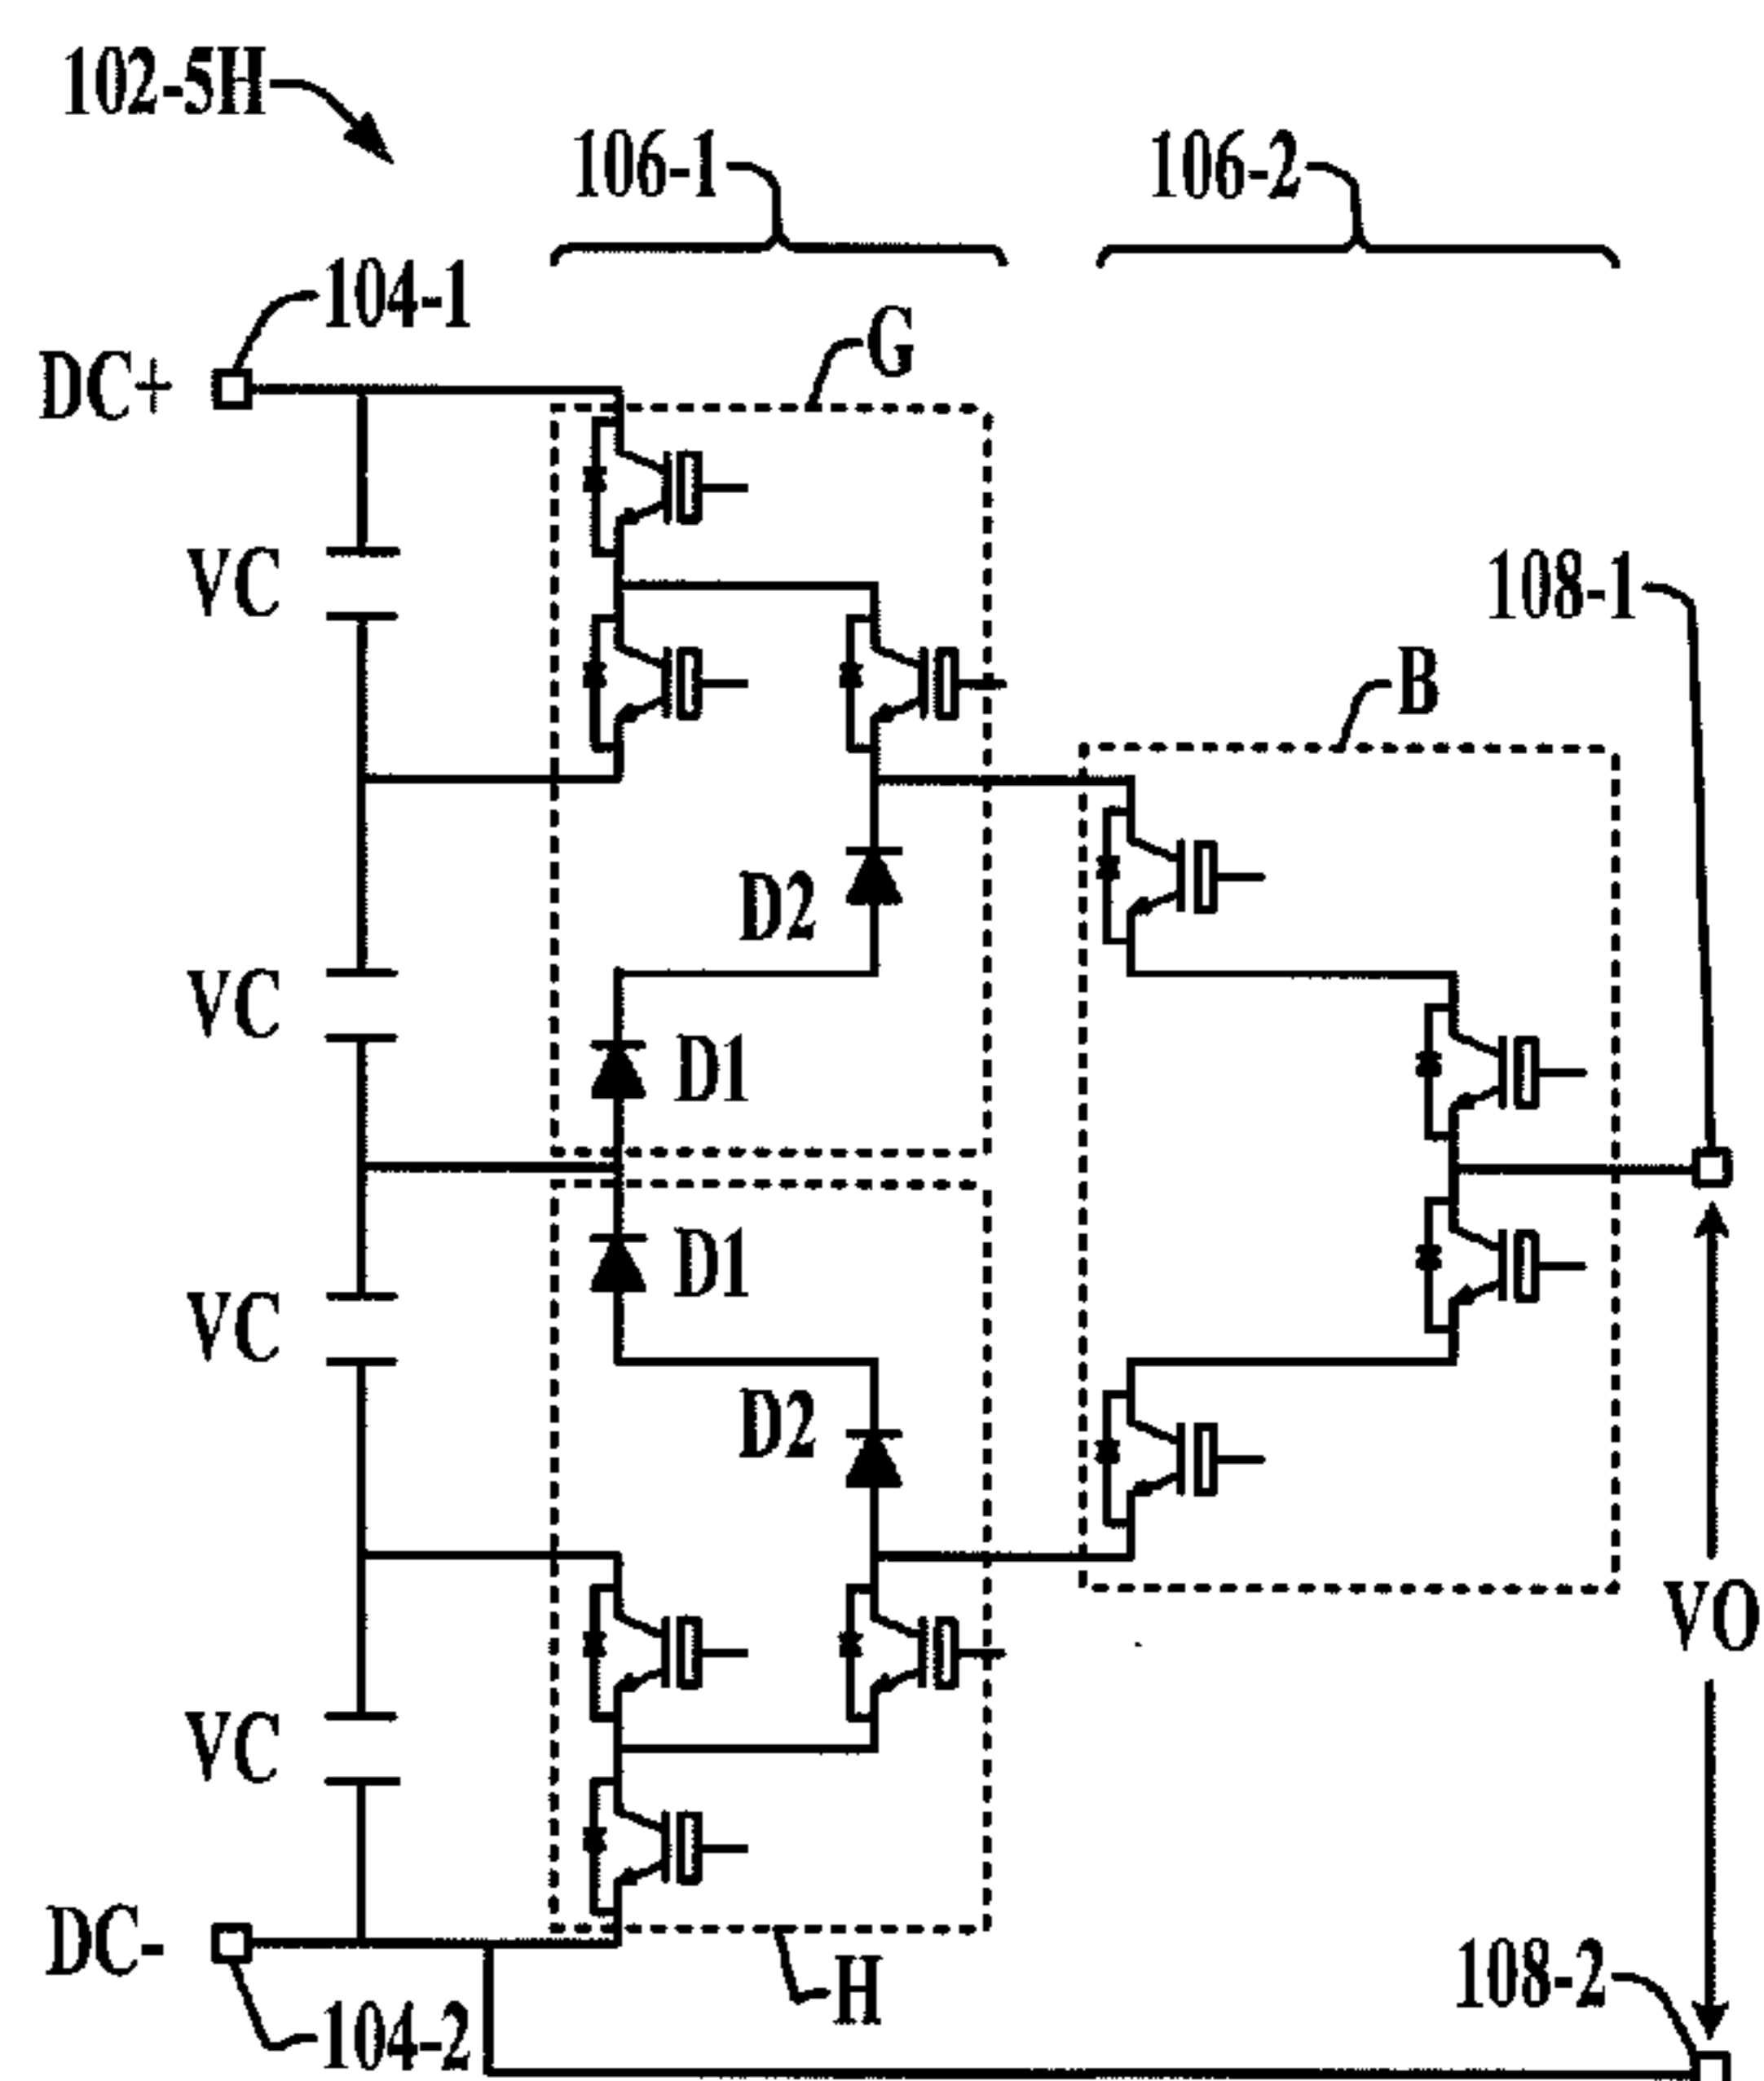 102-5H
106-1
106-2
104-1
G
DC+
VC
108-1
B
D2
VC
D1
D1
VC
D2
VO
VC
DC-
H
108-2
104-2